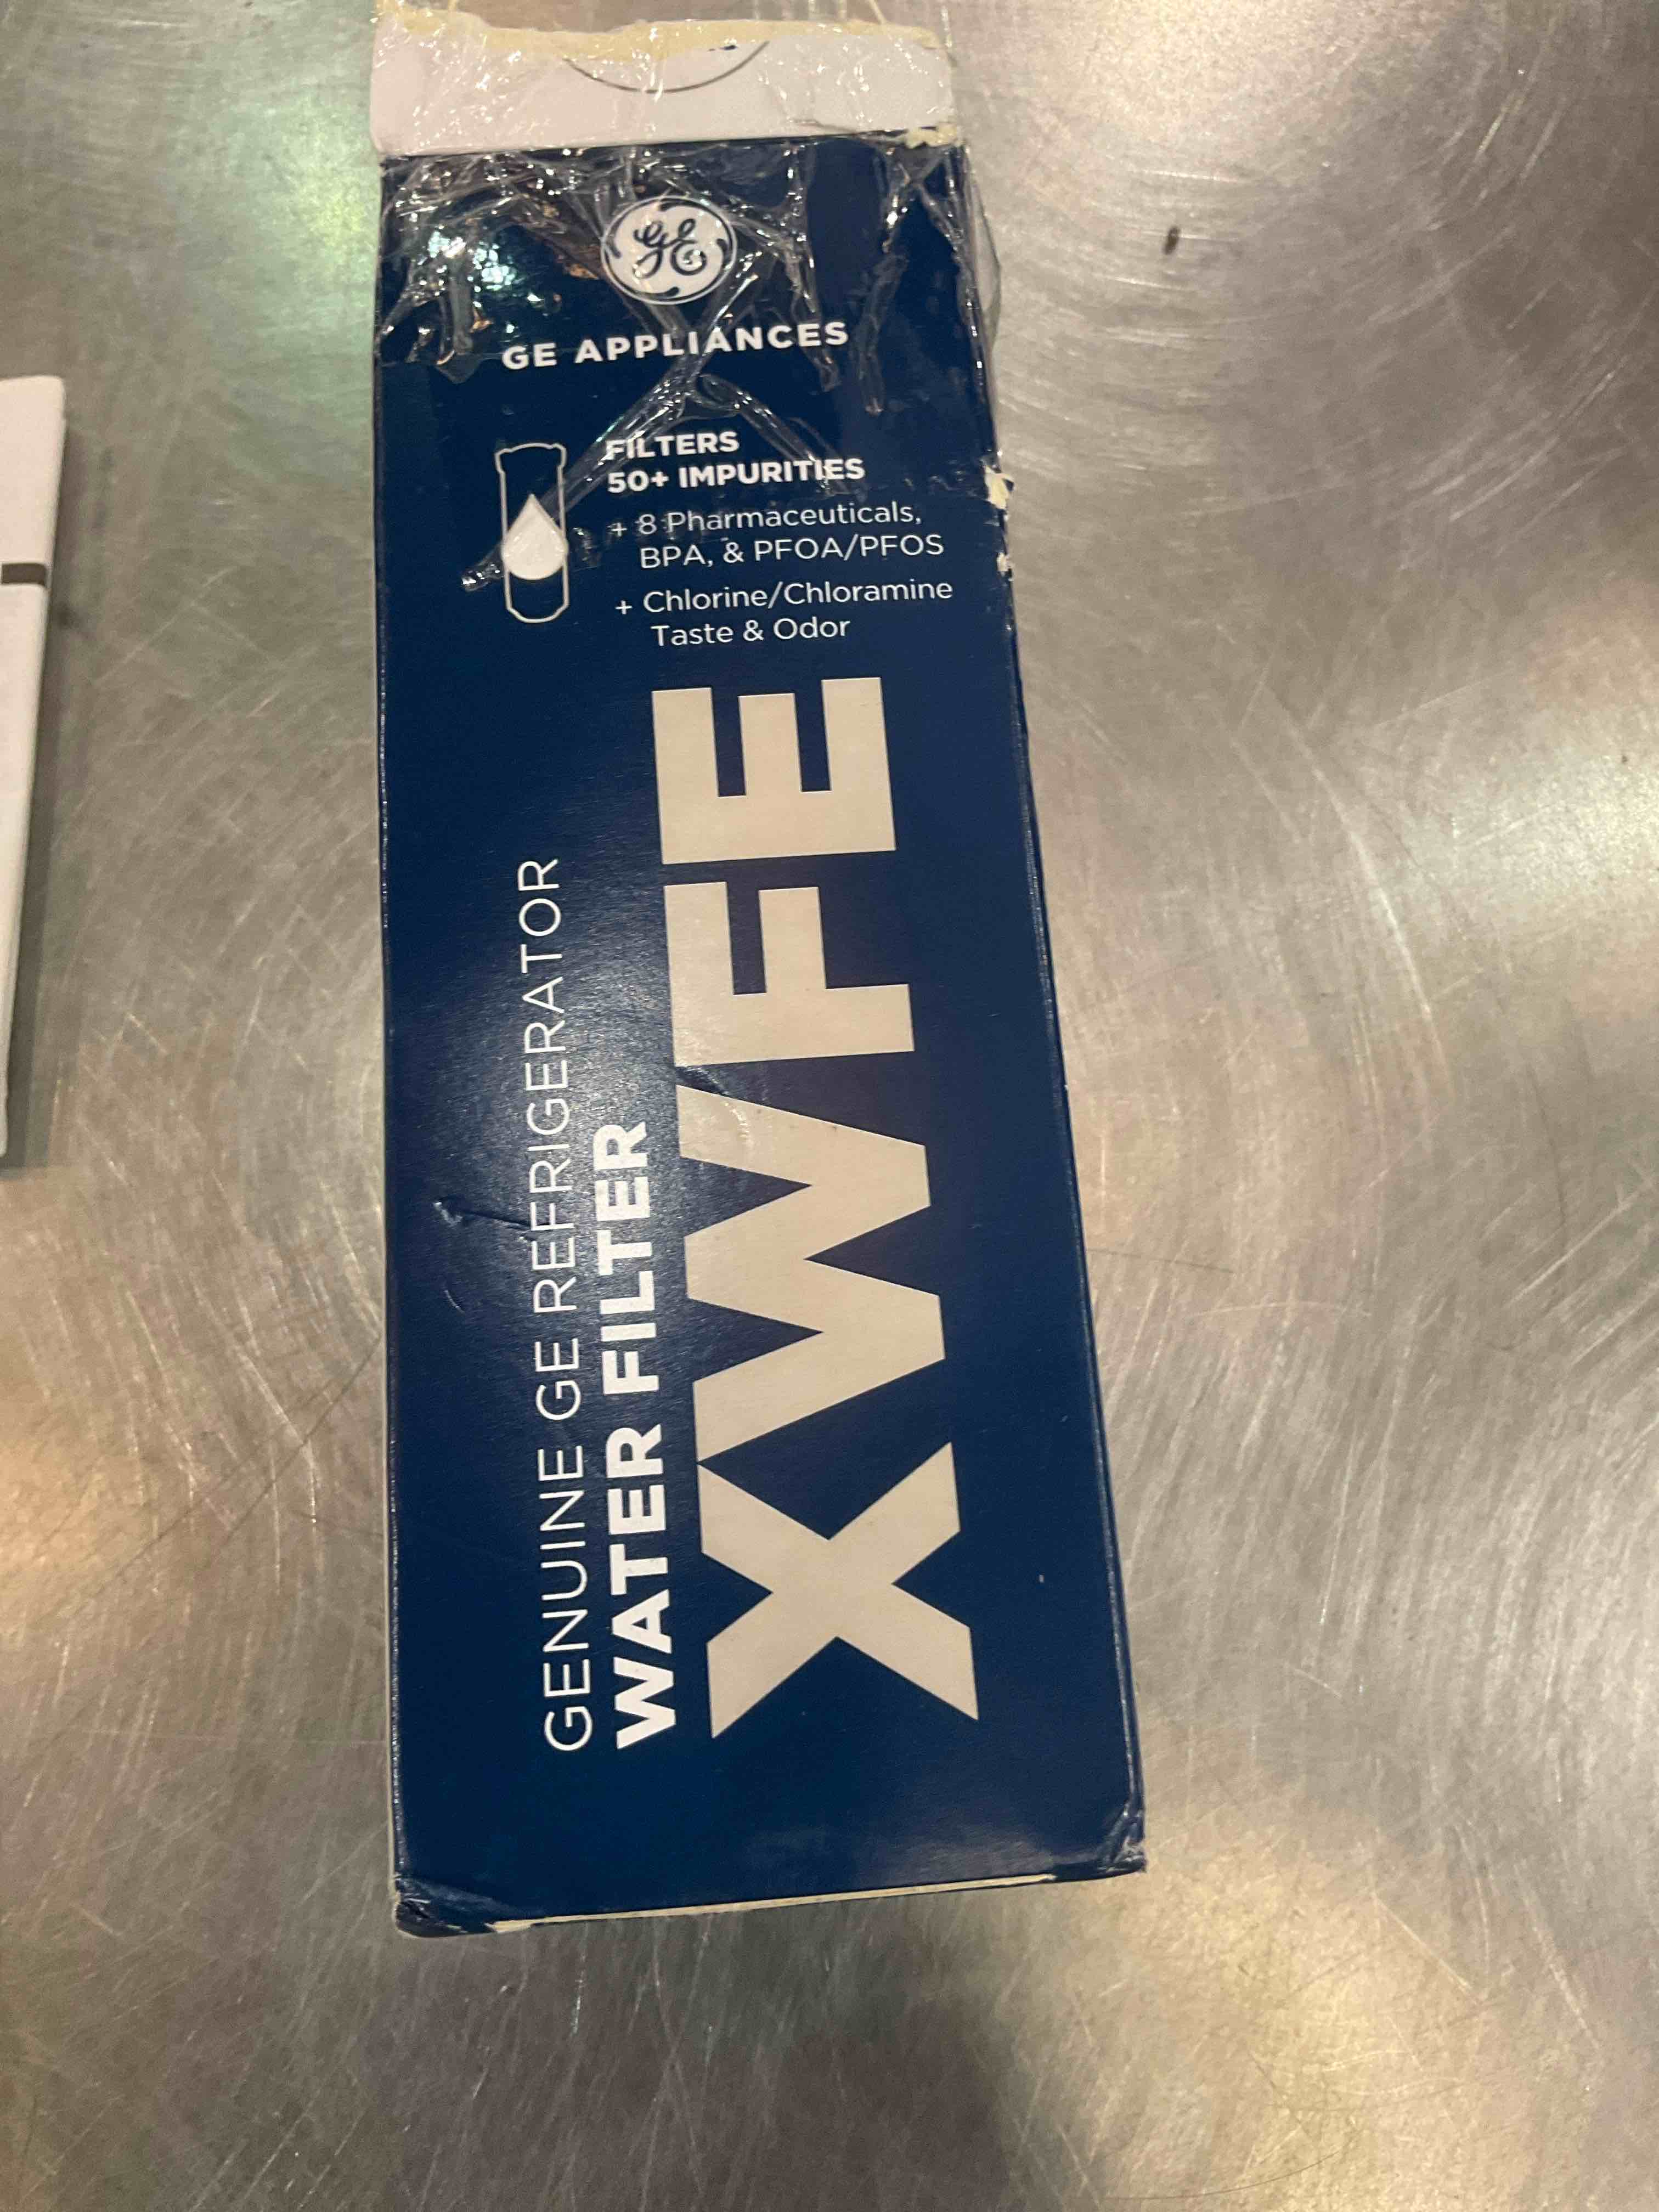 GE
GE APPLIANCES
FILTERS
50+ IMPURITIES
+ 8 Pharmaceuticals,
BPA, & PFOA/PFOS
+ Chlorine/Chloramine
Taste & Odor
GENUINE GE REFRIGERATOR
WATER FILTER
XWFE